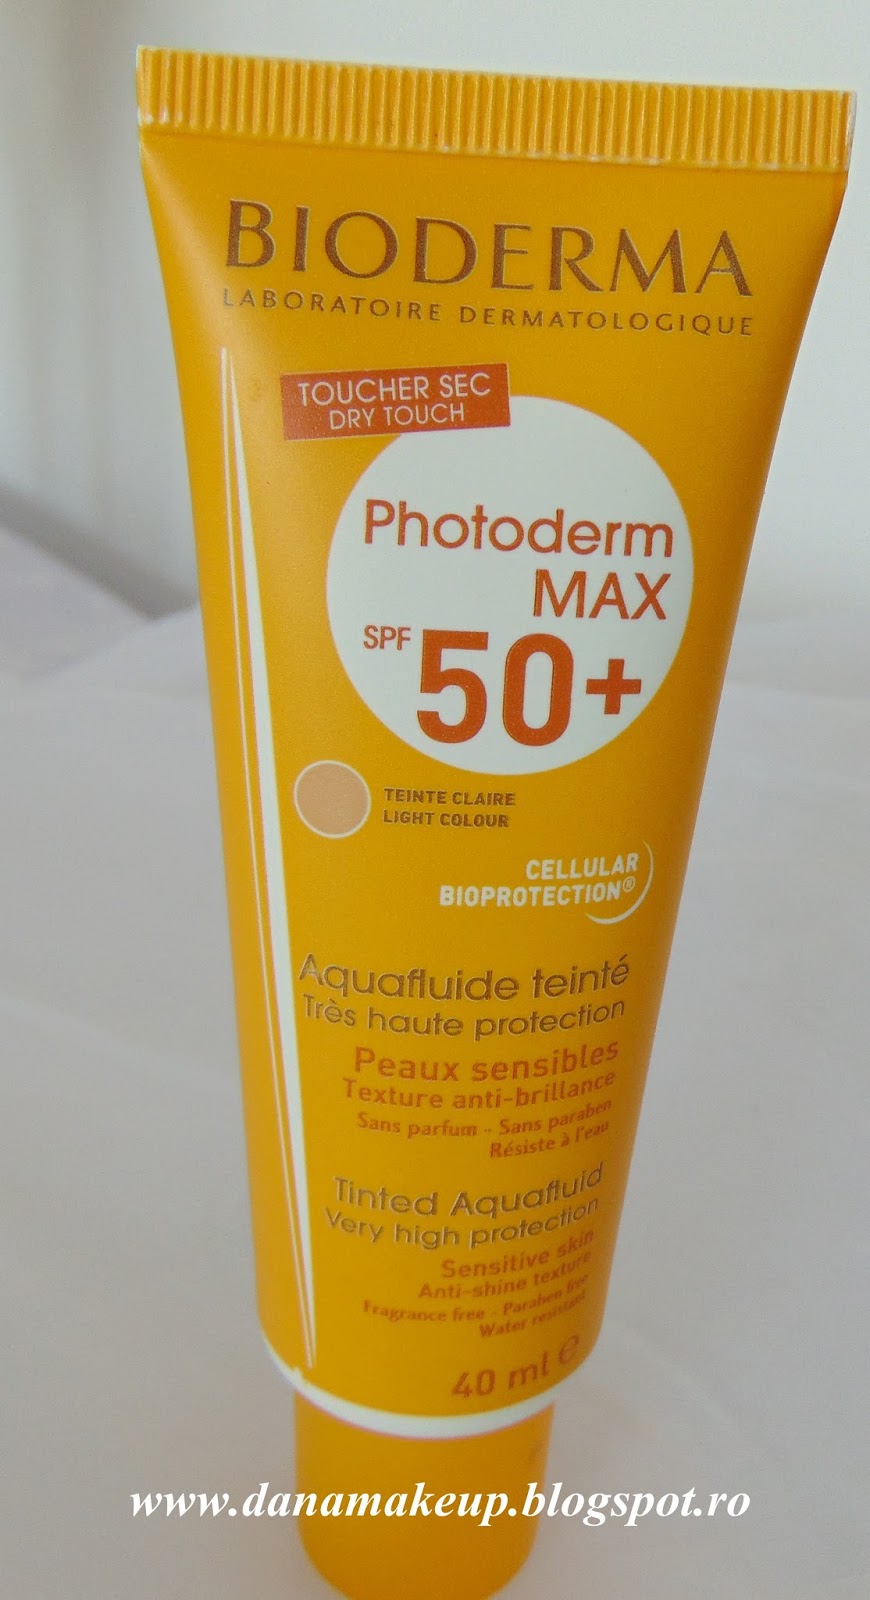 BIODERMA
LABORATOIRE DERMATOLOGIQUE
TOUCHER SEC
DRY TOUCH
Photoderm
MAX
SPF 50+
TEINTE CLAIRE
LIGHT COLOUR
CELLULAR
BIOPROTECTION®
Aquafluide teinté
Très haute protection
Peaux sensibles
Texture anti-brillance
Sans parfum - Sans paraben
Résiste à l'eau
Tinted Aquafluid
Very high protection
Sensitive skin
Anti-shine texture
Fragrance free - Paraben free
Water resistant
40 ml e
www.danamakeup.blogspot.ro